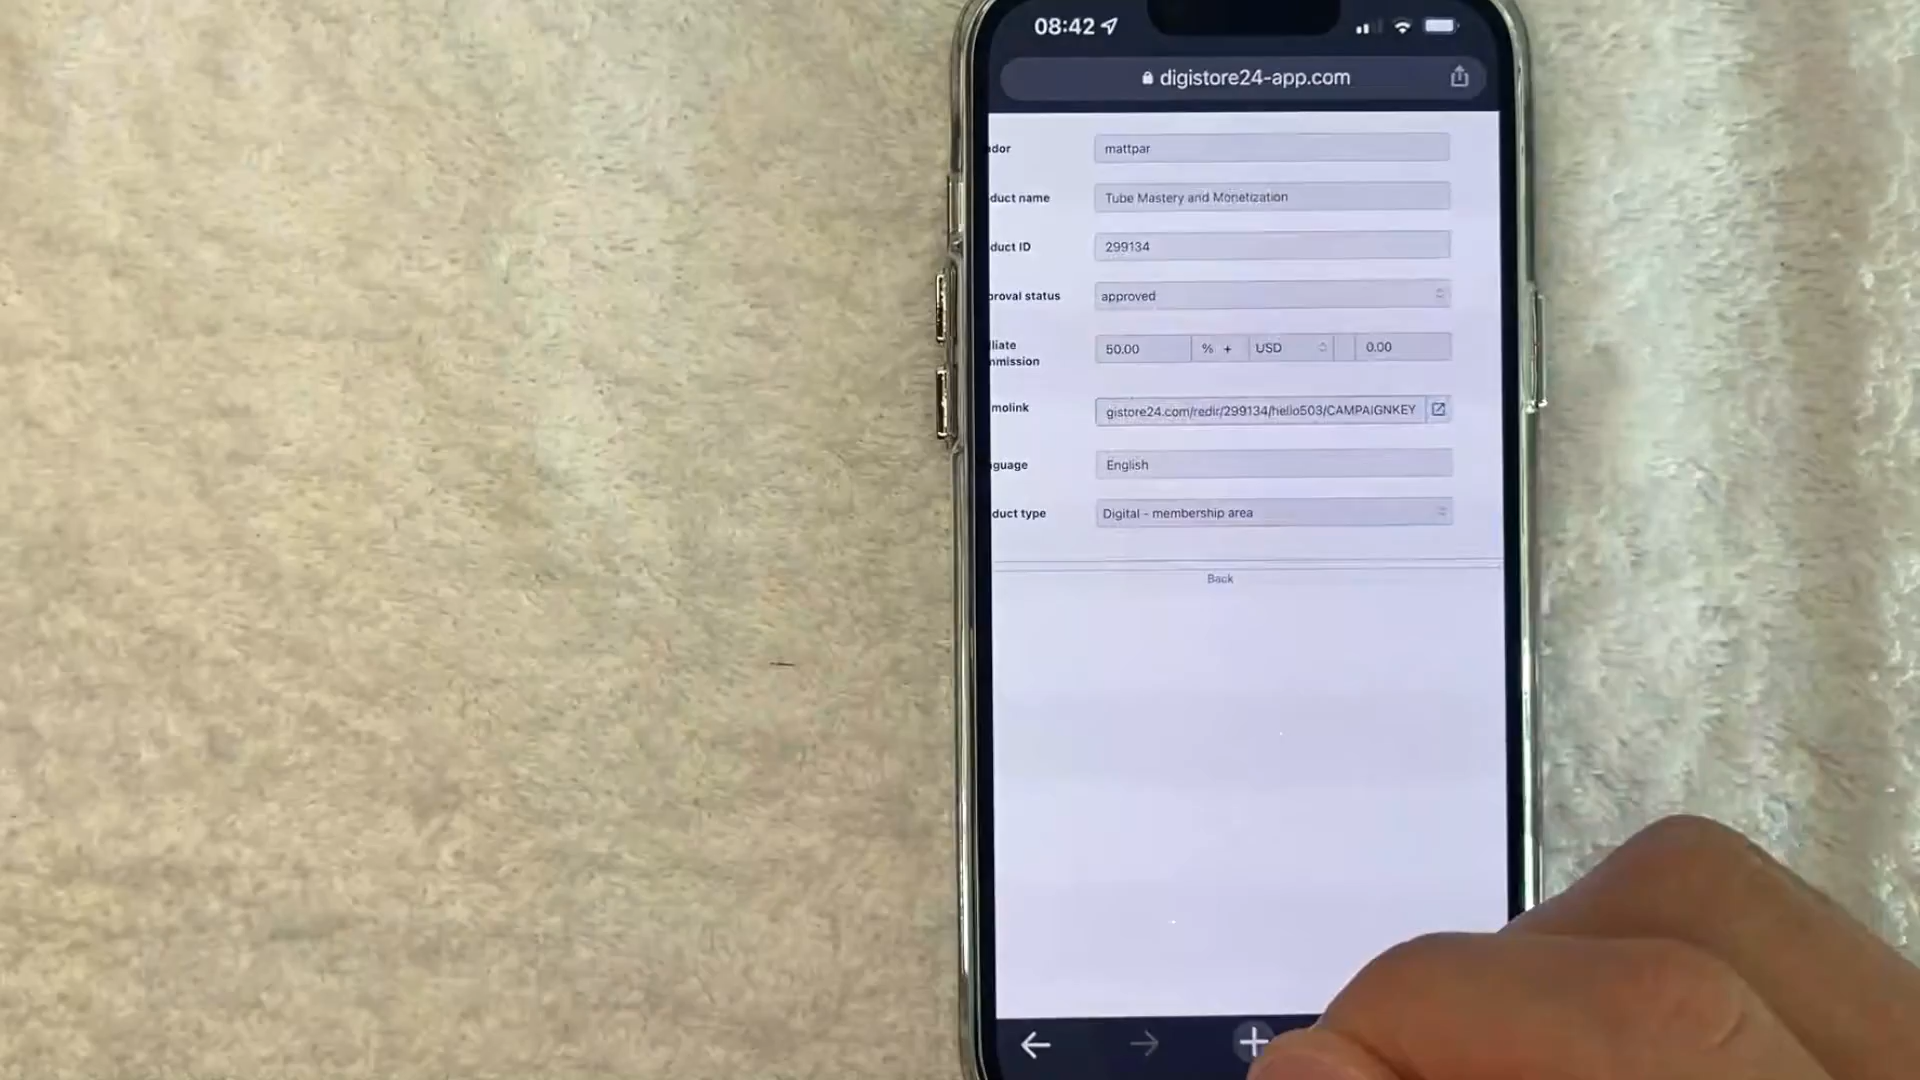 08:42
digistore24-app.com
ndor mattpar
duct name Tube Mastery and Monetization
duct ID 299134
proval status approved
liate
nmission 50.00 % + USD 0.00
molink gistore24.com/redir/299134/hello503/CAMPAIGNKEY
guage English
duct type Digital - membership area
Back